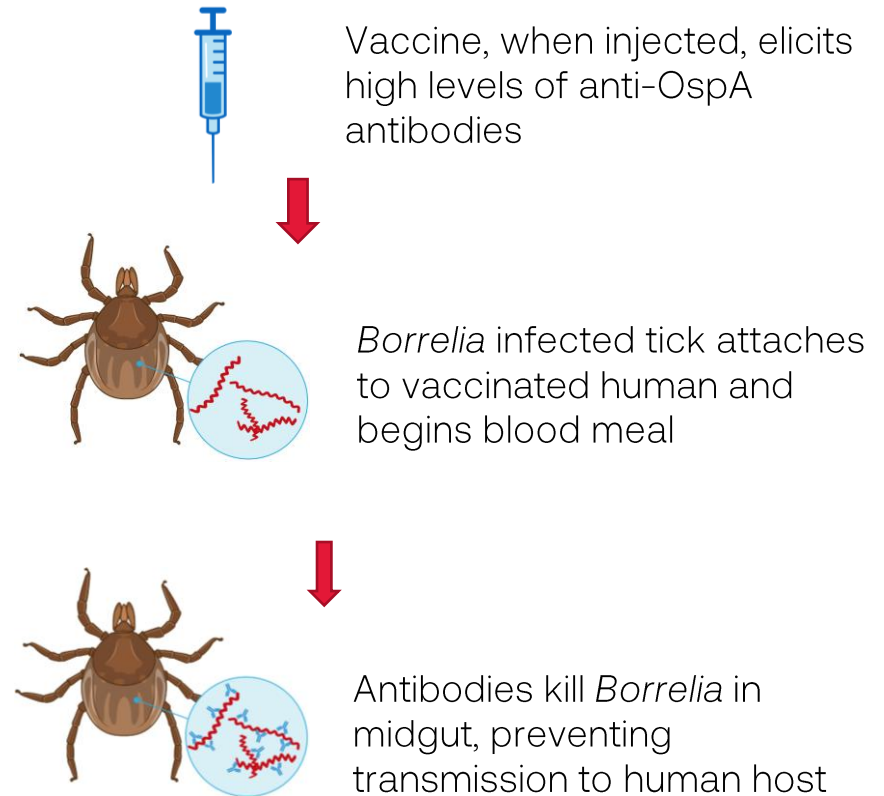 Vaccine, when injected, elicits
high levels of anti-OspA
antibodies
Borrelia infected tick attaches
to vaccinated human and
begins blood meal
Antibodies kill Borrelia in
midgut, preventing
transmission to human host